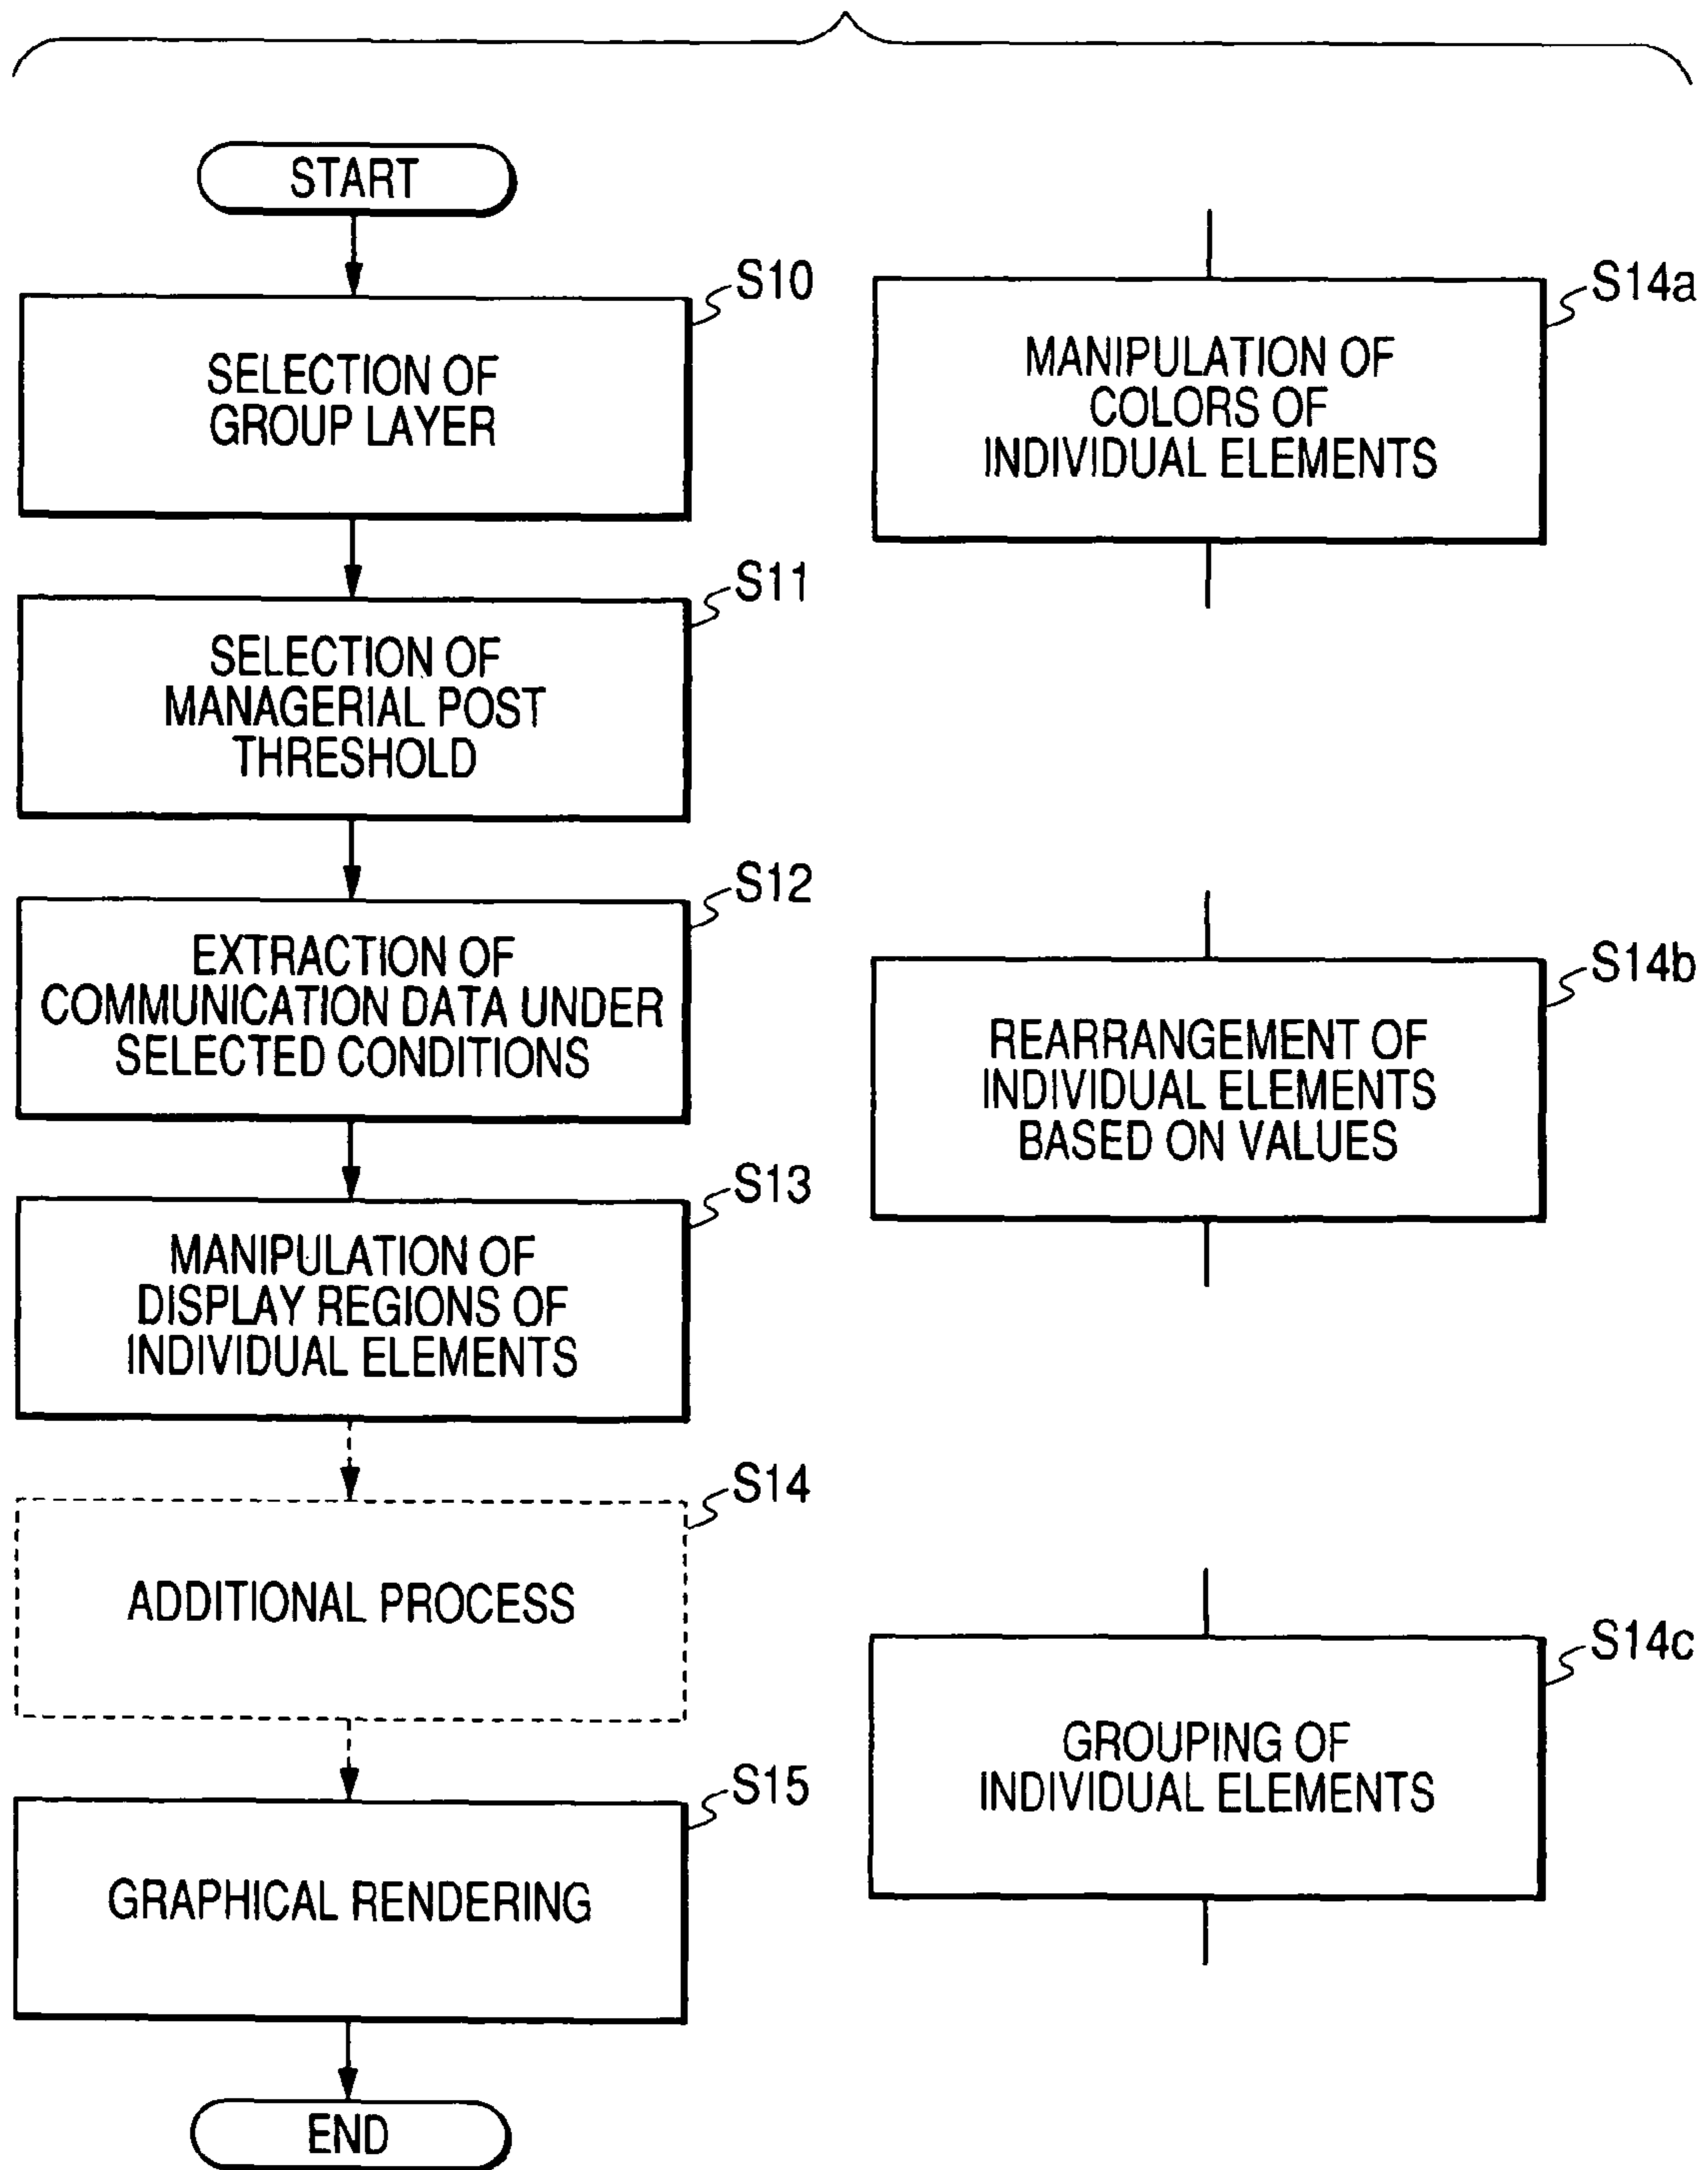 START
S10
SELECTION OF
GROUP LAYER
S11
SELECTION OF
MANAGERIAL POST
THRESHOLD
S12
EXTRACTION OF
COMMUNICATION DATA UNDER
SELECTED CONDITIONS
S13
MANIPULATION OF
DISPLAY REGIONS OF
INDIVIDUAL ELEMENTS
S14
ADDITIONAL PROCESS
S15
GRAPHICAL RENDERING
END
S14a
MANIPULATION OF
COLORS OF
INDIVIDUAL ELEMENTS
S14b
REARRANGEMENT OF
INDIVIDUAL ELEMENTS
BASED ON VALUES
S14c
GROUPING OF
INDIVIDUAL ELEMENTS